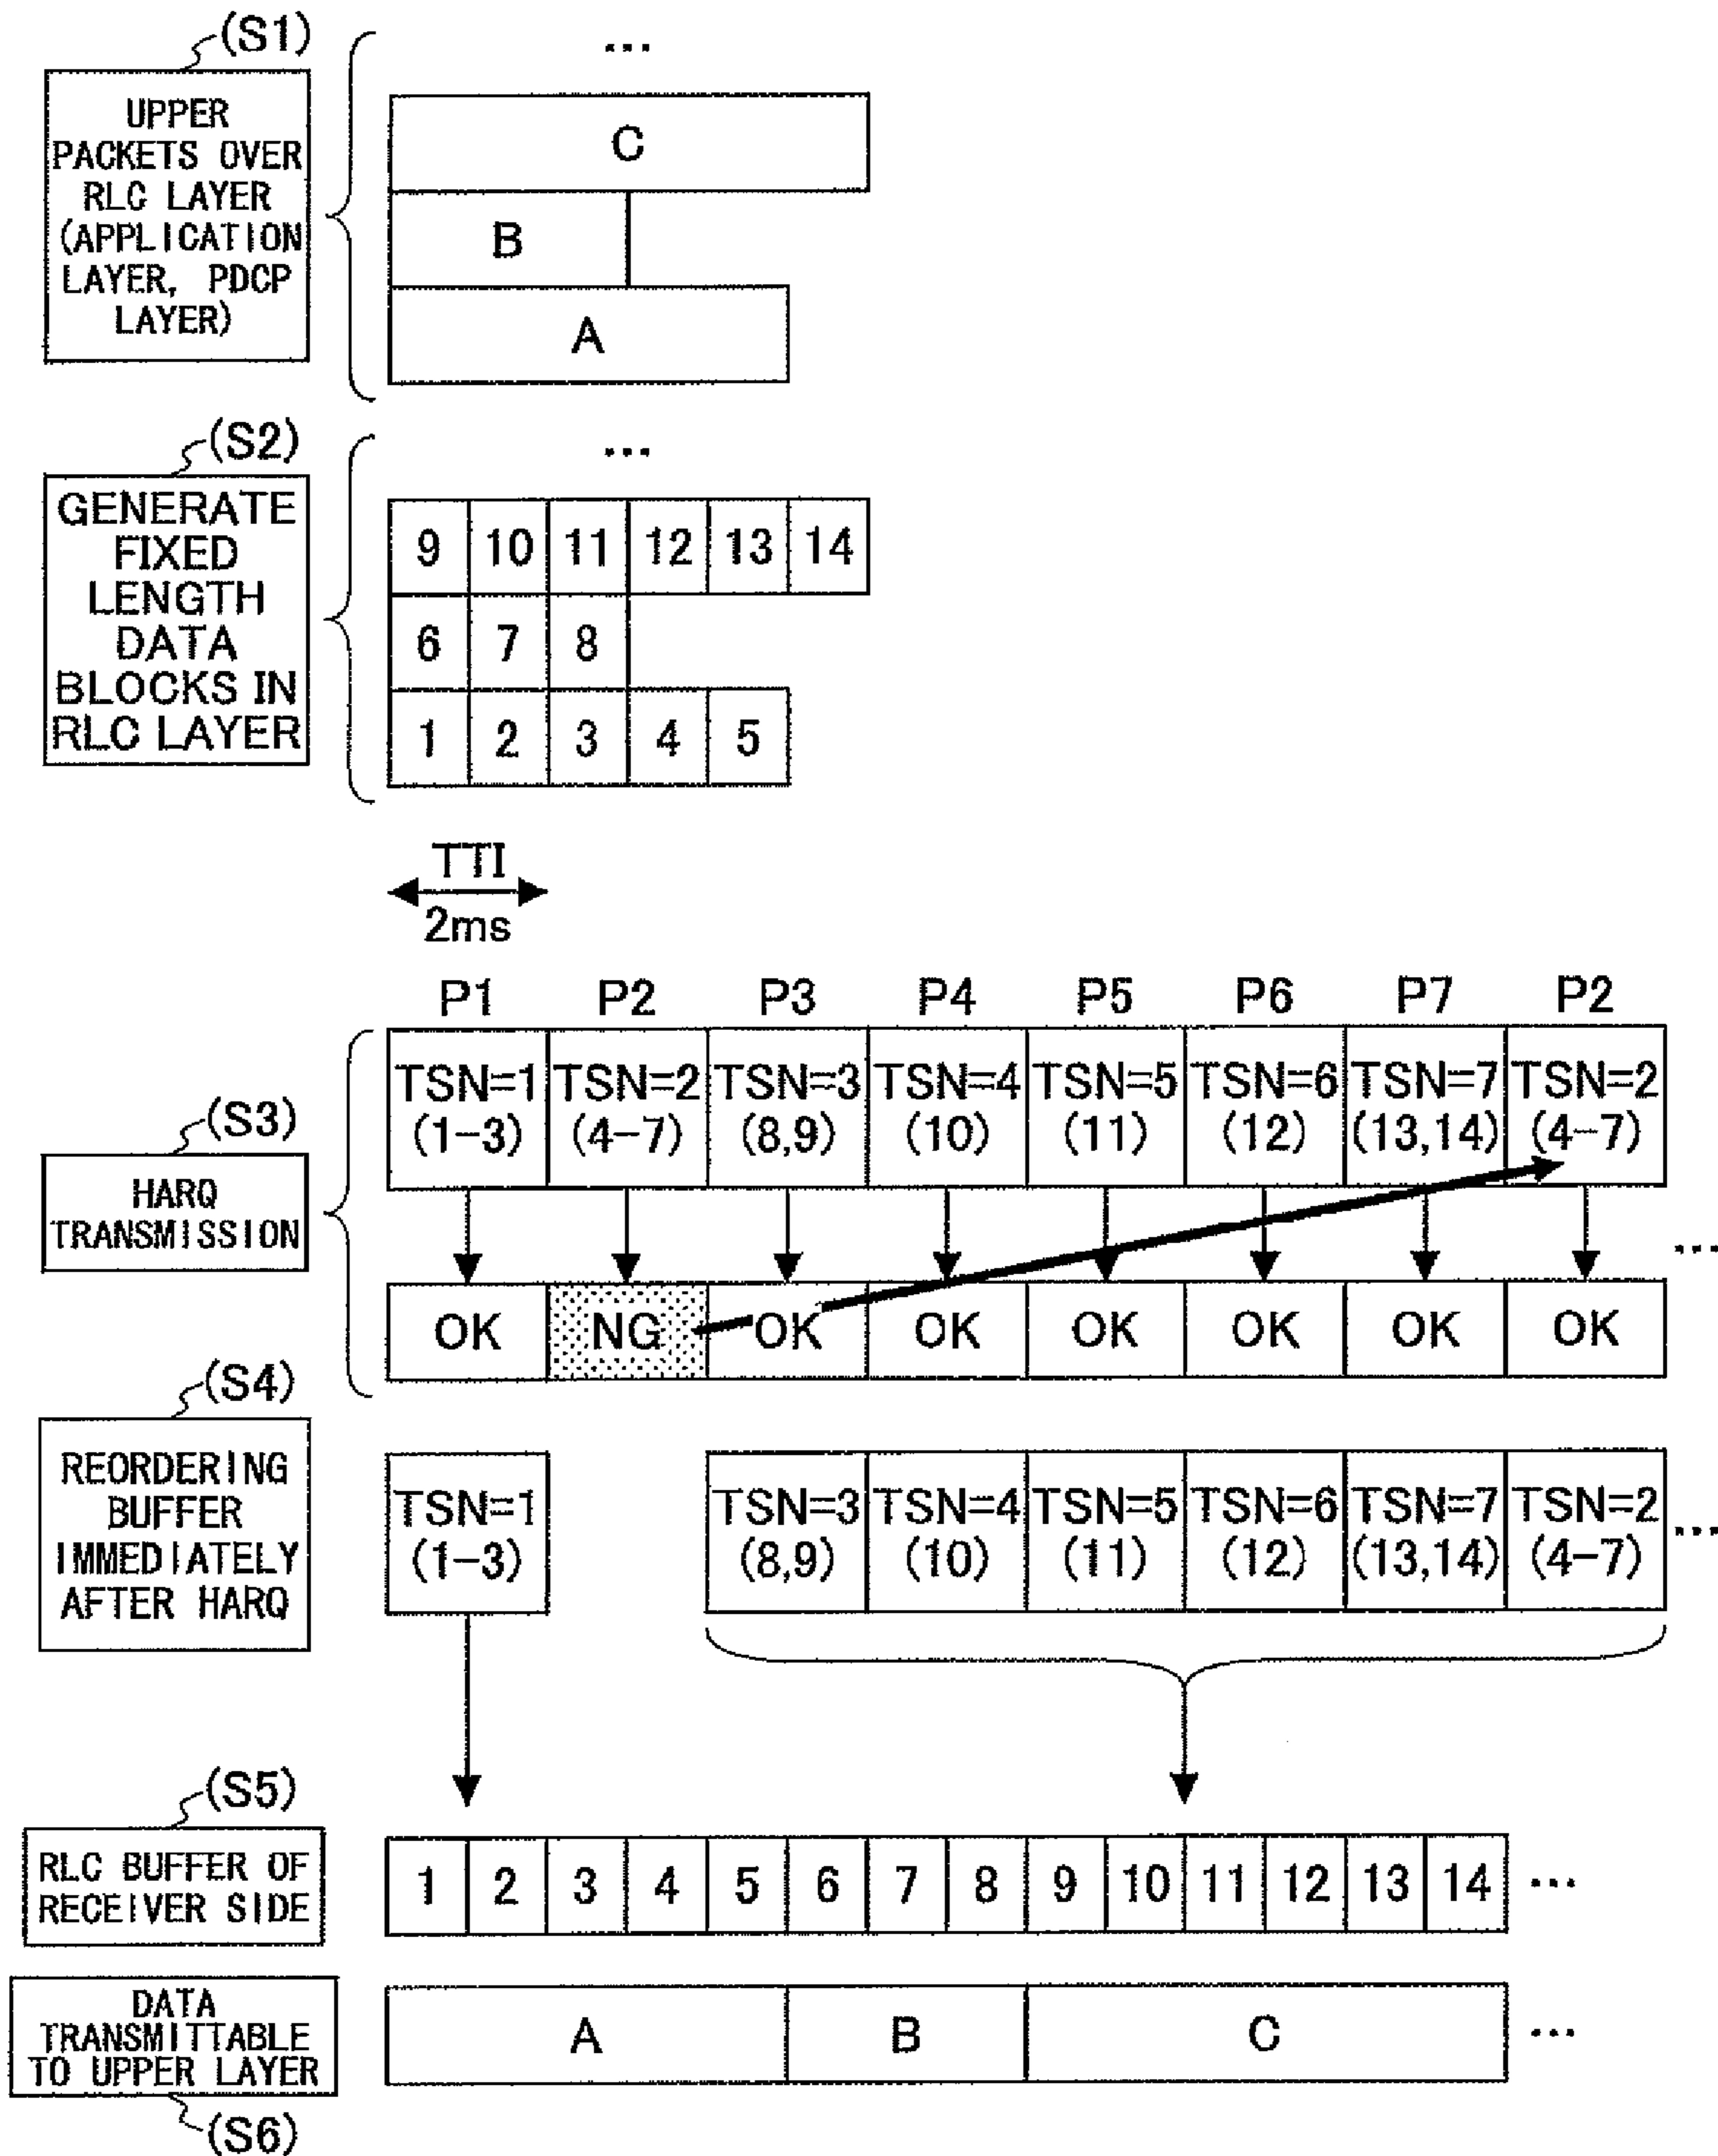 (S1)
UPPER
PACKETS OVER
RLC LAYER
(APPLICATION
LAYER, PDCP
LAYER)
...
C
B
A
(S2)
GENERATE
FIXED
LENGTH
DATA
BLOCKS IN
RLC LAYER
...
9 10 11 12 13 14
6 7 8
1 2 3 4 5
TTI
2ms
P1 P2 P3 P4 P5 P6 P7 P2
(S3)
HARQ
TRANSMISSION
TSN=1 TSN=2 TSN=3 TSN=4 TSN=5 TSN=6 TSN=7 TSN=2
(1-3) (4-7) (8,9) (10) (11) (12) (13,14) (4-7)
...
OK NG OK OK OK OK OK OK
(S4)
REORDERING
BUFFER
IMMEDIATELY
AFTER HARQ
TSN=1 TSN=3 TSN=4 TSN=5 TSN=6 TSN=7 TSN=2 ...
(1-3) (8,9) (10) (11) (12) (13,14) (4-7)
(S5)
RLC BUFFER OF
RECEIVER SIDE
1 2 3 4 5 6 7 8 9 10 11 12 13 14 ...
DATA
TRANSMITTABLE
TO UPPER LAYER
A B C ...
(S6)